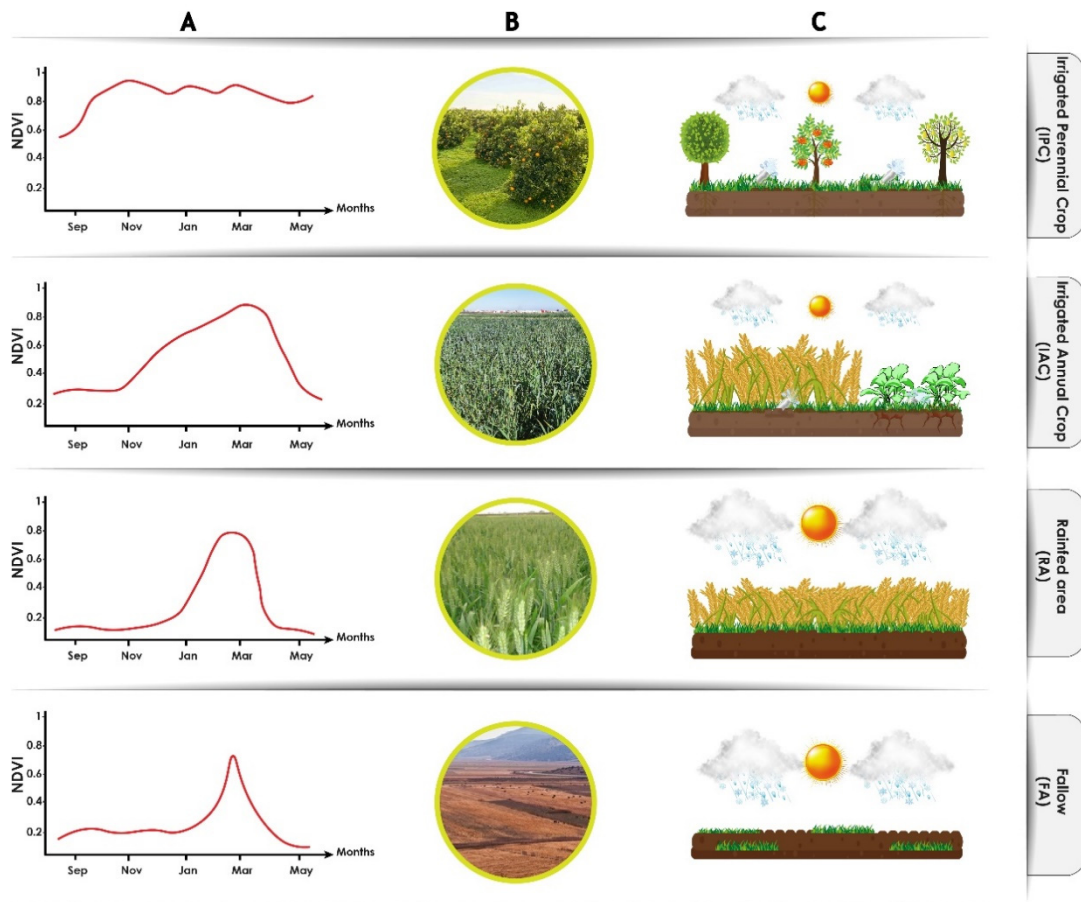 A B C
NDVI
1
0.8
0.6
0.4
0.2
Sep Nov Jan Mar May
Months
Irrigated Perennial Crop
(IPC)
NDVI
1
0.8
0.6
0.4
0.2
Sep Nov Jan Mar May
Months
Irrigated Annual Crop
(IAC)
NDVI
1
0.8
0.6
0.4
0.2
Sep Nov Jan Mar May
Months
Rainfed area
(RA)
NDVI
1
0.8
0.6
0.4
0.2
Sep Nov Jan Mar May
Months
Fallow
(FA)